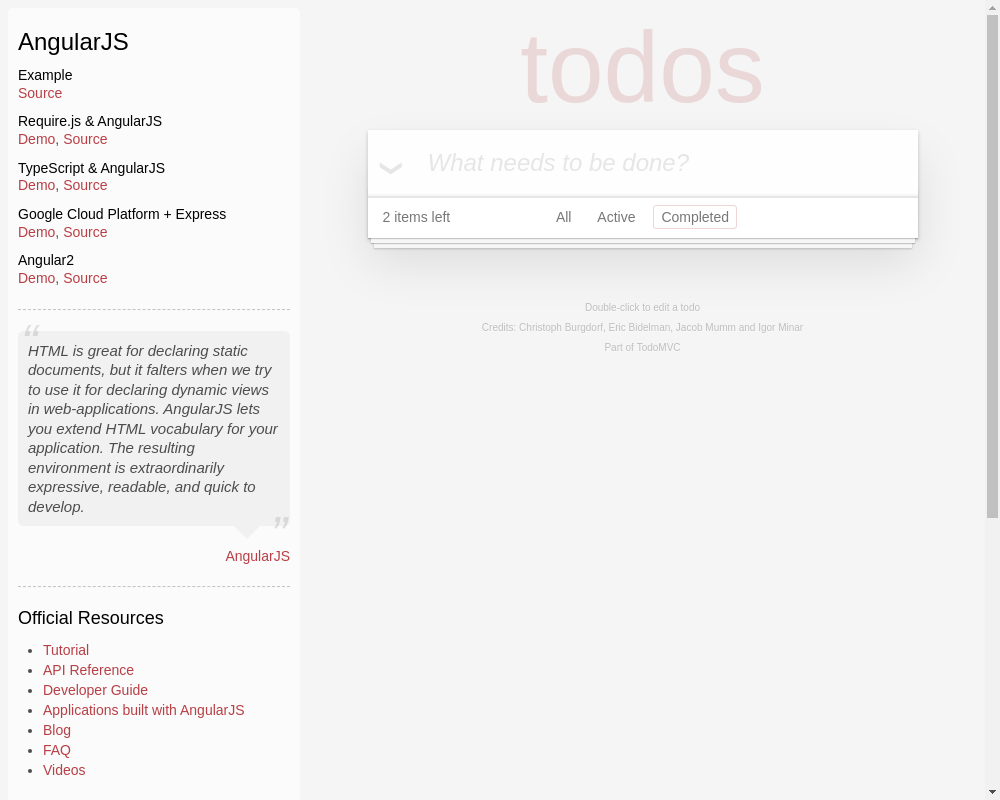 AngularJS
Example
Source
Require.js & AngularJS
Demo, Source
TypeScript & AngularJS
Demo, Source
Google Cloud Platform + Express
Demo, Source
Angular2
Demo, Source
“
HTML is great for declaring static
documents, but it falters when we try
to use it for declaring dynamic views
in web-applications. AngularJS lets
you extend HTML vocabulary for your
application. The resulting
environment is extraordinarily
expressive, readable, and quick to
develop.
”
AngularJS
Official Resources
Tutorial
API Reference
Developer Guide
Applications built with AngularJS
Blog
FAQ
Videos
todos
What needs to be done?
2 items left All Active Completed
Double-click to edit a todo
Credits: Christoph Burgdorf, Eric Bidelman, Jacob Mumm and Igor Minar
Part of TodoMVC